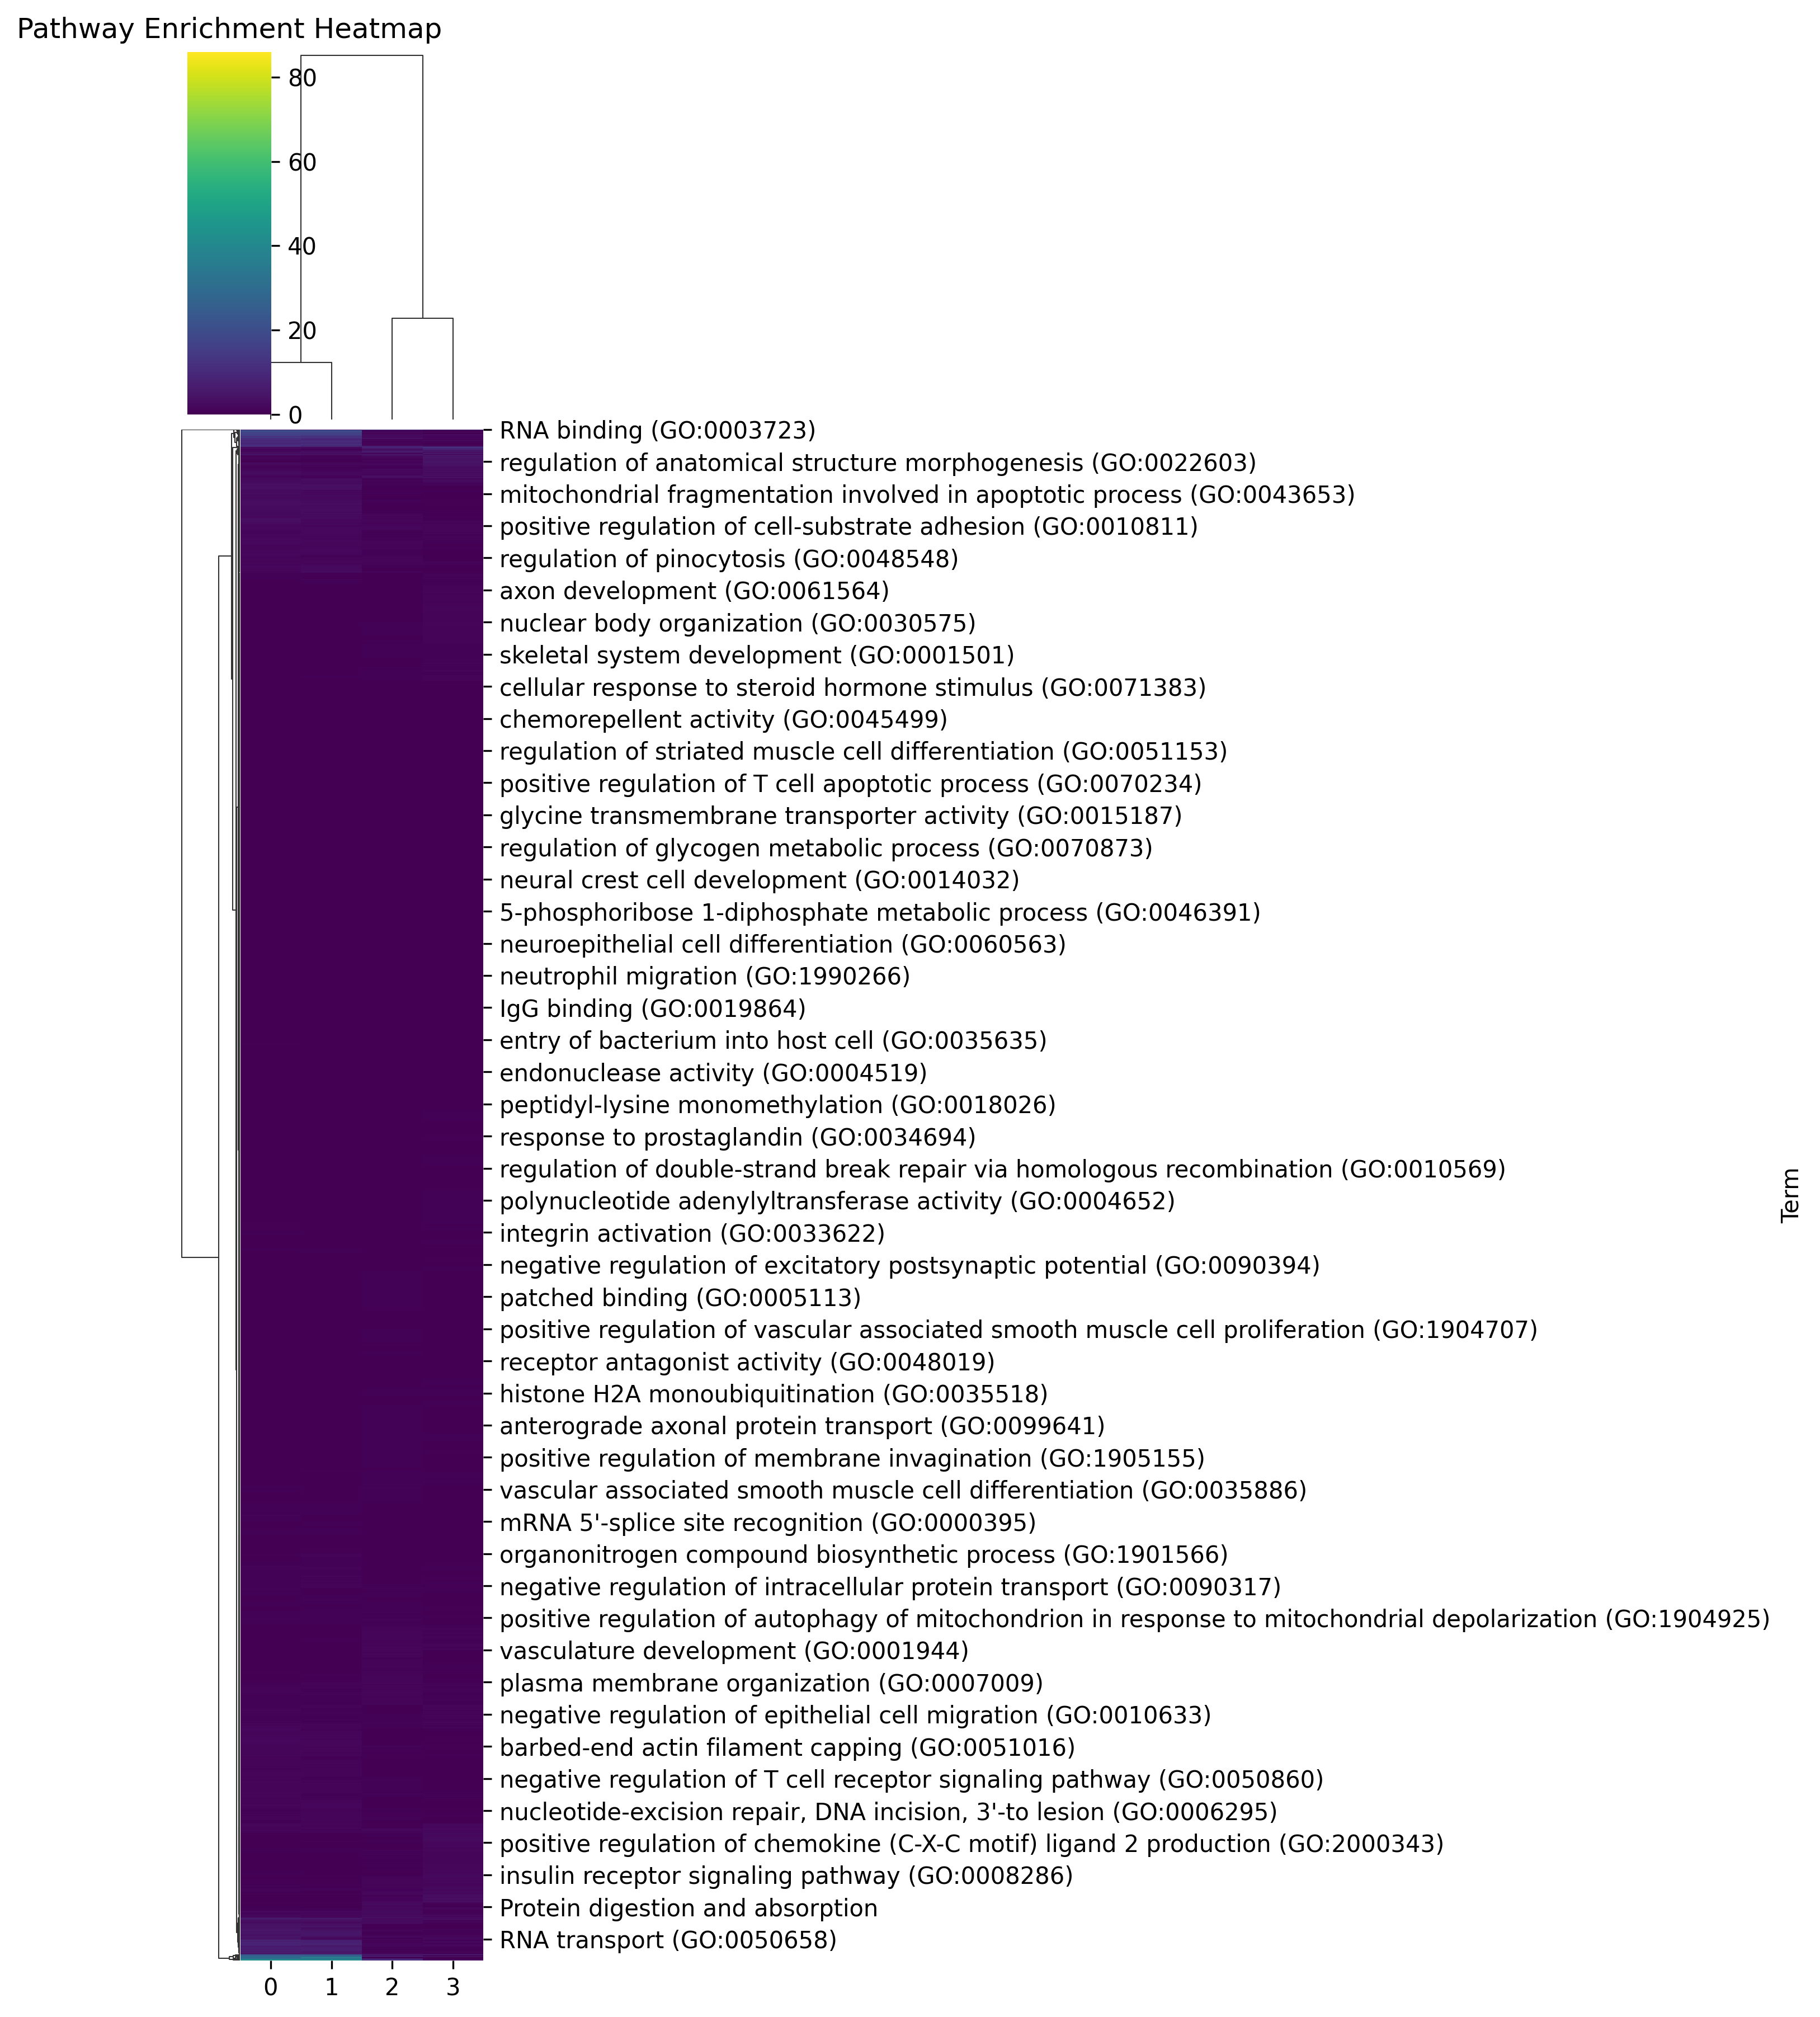 Pathway Enrichment Heatmap
80
60
40
20
0
RNA binding (GO:0003723)
regulation of anatomical structure morphogenesis (GO:0022603)
mitochondrial fragmentation involved in apoptotic process (GO:0043653)
positive regulation of cell-substrate adhesion (GO:0010811)
regulation of pinocytosis (GO:0048548)
axon development (GO:0061564)
nuclear body organization (GO:0030575)
skeletal system development (GO:0001501)
cellular response to steroid hormone stimulus (GO:0071383)
chemorepellent activity (GO:0045499)
regulation of striated muscle cell differentiation (GO:0051153)
positive regulation of T cell apoptotic process (GO:0070234)
glycine transmembrane transporter activity (GO:0015187)
regulation of glycogen metabolic process (GO:0070873)
neural crest cell development (GO:0014032)
5-phosphoribose 1-diphosphate metabolic process (GO:0046391)
neuroepithelial cell differentiation (GO:0060563)
neutrophil migration (GO:1990266)
IgG binding (GO:0019864)
entry of bacterium into host cell (GO:0035635)
endonuclease activity (GO:0004519)
peptidyl-lysine monomethylation (GO:0018026)
response to prostaglandin (GO:0034694)
regulation of double-strand break repair via homologous recombination (GO:0010569)
polynucleotide adenylyltransferase activity (GO:0004652)
integrin activation (GO:0033622)
negative regulation of excitatory postsynaptic potential (GO:0090394)
patched binding (GO:0005113)
positive regulation of vascular associated smooth muscle cell proliferation (GO:1904707)
receptor antagonist activity (GO:0048019)
histone H2A monoubiquitination (GO:0035518)
anterograde axonal protein transport (GO:0099641)
positive regulation of membrane invagination (GO:1905155)
vascular associated smooth muscle cell differentiation (GO:0035886)
mRNA 5'-splice site recognition (GO:0000395)
organonitrogen compound biosynthetic process (GO:1901566)
negative regulation of intracellular protein transport (GO:0090317)
positive regulation of autophagy of mitochondrion in response to mitochondrial depolarization (GO:1904925)
vasculature development (GO:0001944)
plasma membrane organization (GO:0007009)
negative regulation of epithelial cell migration (GO:0010633)
barbed-end actin filament capping (GO:0051016)
negative regulation of T cell receptor signaling pathway (GO:0050860)
nucleotide-excision repair, DNA incision, 3'-to lesion (GO:0006295)
positive regulation of chemokine (C-X-C motif) ligand 2 production (GO:2000343)
insulin receptor signaling pathway (GO:0008286)
Protein digestion and absorption
RNA transport (GO:0050658)
Term
0 1 2 3